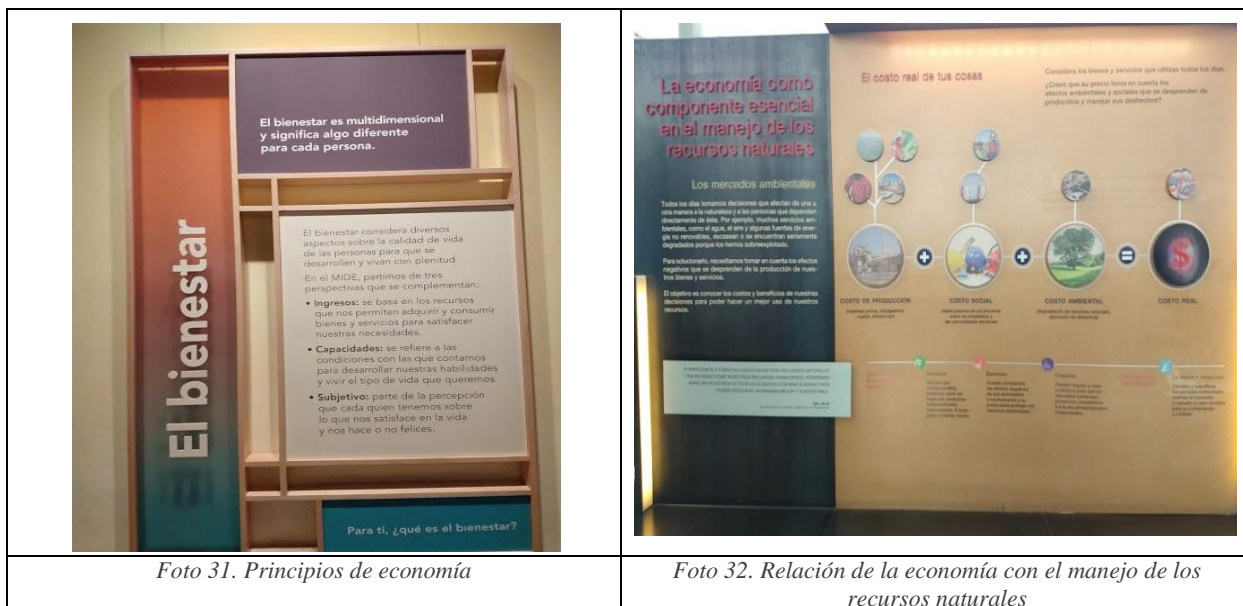 El bienestar
El bienestar es multidimensional
y significa algo diferente
para cada persona.
El bienestar considera diversos
aspectos sobre la calidad de vida
de las personas para que se
desarrollen y vivan con plenitud.
En el MIDE, partimos de tres
perspectivas que se complementan:
• Ingresos: se basa en los recursos
que nos permiten adquirir y consumir
bienes y servicios para satisfacer
nuestras necesidades.
• Capacidades: se refiere a las
condiciones con las que contamos
para desarrollar nuestras habilidades
y vivir el tipo de vida que queremos.
• Subjetivo: parte de la percepción
que cada quien tenemos sobre
lo que nos satisface en la vida
y nos hace o no felices.
Para ti, ¿qué es el bienestar?
Foto 31. Principios de economía
La economía como
componente esencial
en el manejo de los
recursos naturales
Los mercados ambientales
Todos los días tomamos decisiones que afectan de una u
otra manera a la naturaleza y a las personas que dependen
directamente de ésta. Por ejemplo, muchos servicios am-
bientales, como el agua, el aire y algunas fuentes de ener-
gía no renovables, escasean o se encuentran seriamente
degradados porque los hemos sobreexplotado.
Para solucionarlo, necesitamos tomar en cuenta los efectos
negativos que se desprenden de la producción de nues-
tros bienes y servicios.
El objetivo es conocer los costos y beneficios de nuestras
decisiones para poder hacer un mejor uso de nuestros
recursos.
El costo real de tus cosas
Considera los bienes y servicios que utilizas todos los días.
¿Crees que su precio toma en cuenta los
efectos ambientales y sociales que se desprenden de
producirlos y manejar sus deshechos?
+ + = $
COSTO DE PRODUCCIÓN
COSTO SOCIAL
COSTO AMBIENTAL
COSTO REAL
Foto 32. Relación de la economía con el manejo de los
recursos naturales